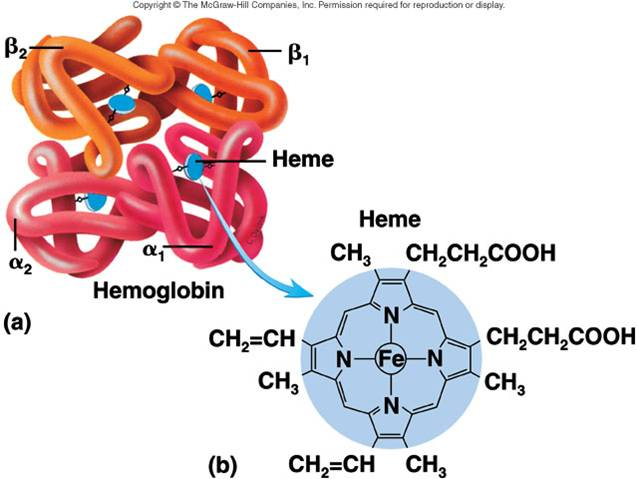 Copyright © The McGraw-Hill Companies, Inc. Permission required for reproduction or display.
β₂
β₁
Heme
α₂
α₁
Hemoglobin
(a)
Heme
CH₃ CH₂CH₂COOH
CH₂=CH N CH₂CH₂COOH
N Fe N
CH₃ N CH₃
(b) CH₂=CH CH₃